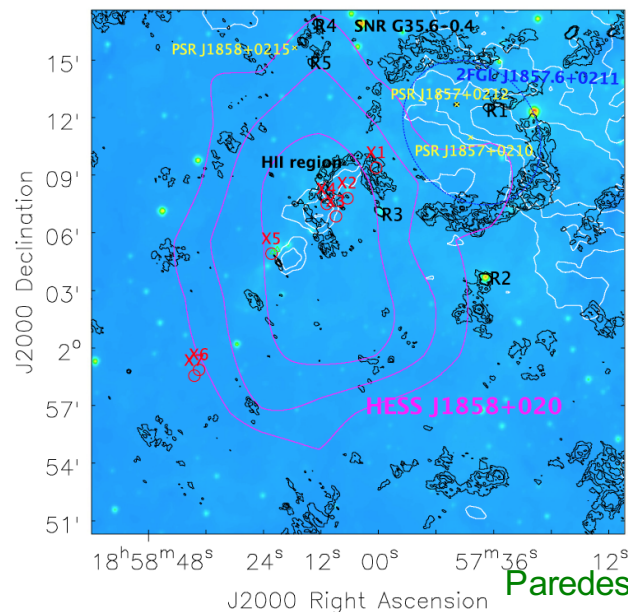 R4 SNR G35.6-0.4
15'
PSR J1858+0215
R5
2FGL J1857.6+0211
PSR J1857+0212
R1
12'
PSR J1857+0210
X1
HII region
09'
X2
X4
X3
R3
06'
X5
R2
03'
X6
X7
2°
HESS J1858+020
57'
54'
51'
J2000 Declination
18ʰ58ᵐ48ˢ 24ˢ 12ˢ 00ˢ 57ᵐ36ˢ 12ˢ
J2000 Right Ascension
Paredes